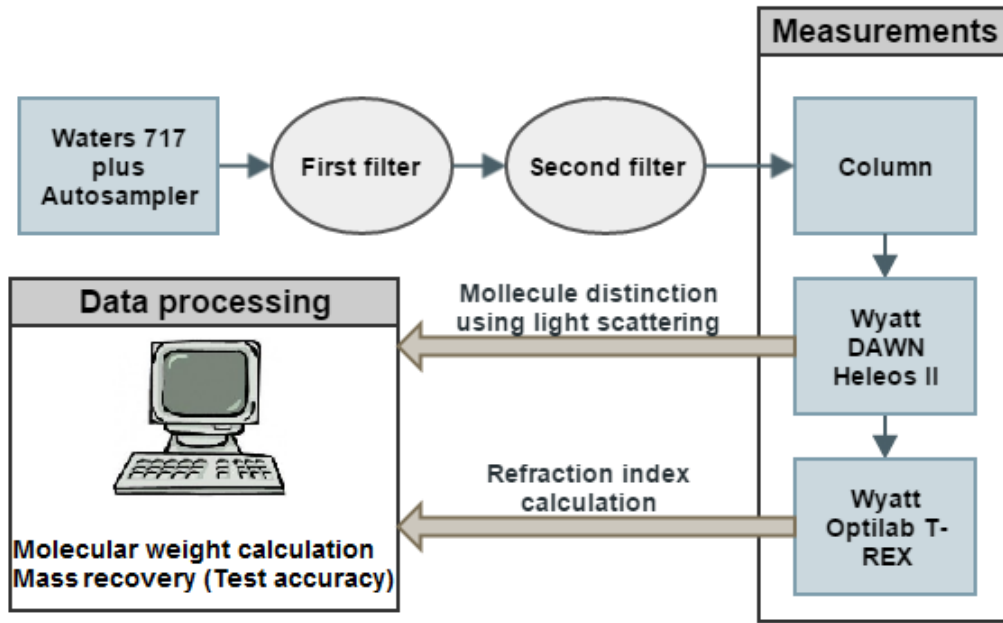 Measurements
Waters 717
plus
Autosampler
First filter
Second filter
Column
Data processing
Mollecule distinction
using light scattering
Wyatt
DAWN
Heleos II
Refraction index
calculation
Wyatt
Optilab T-
REX
Molecular weight calculation
Mass recovery (Test accuracy)